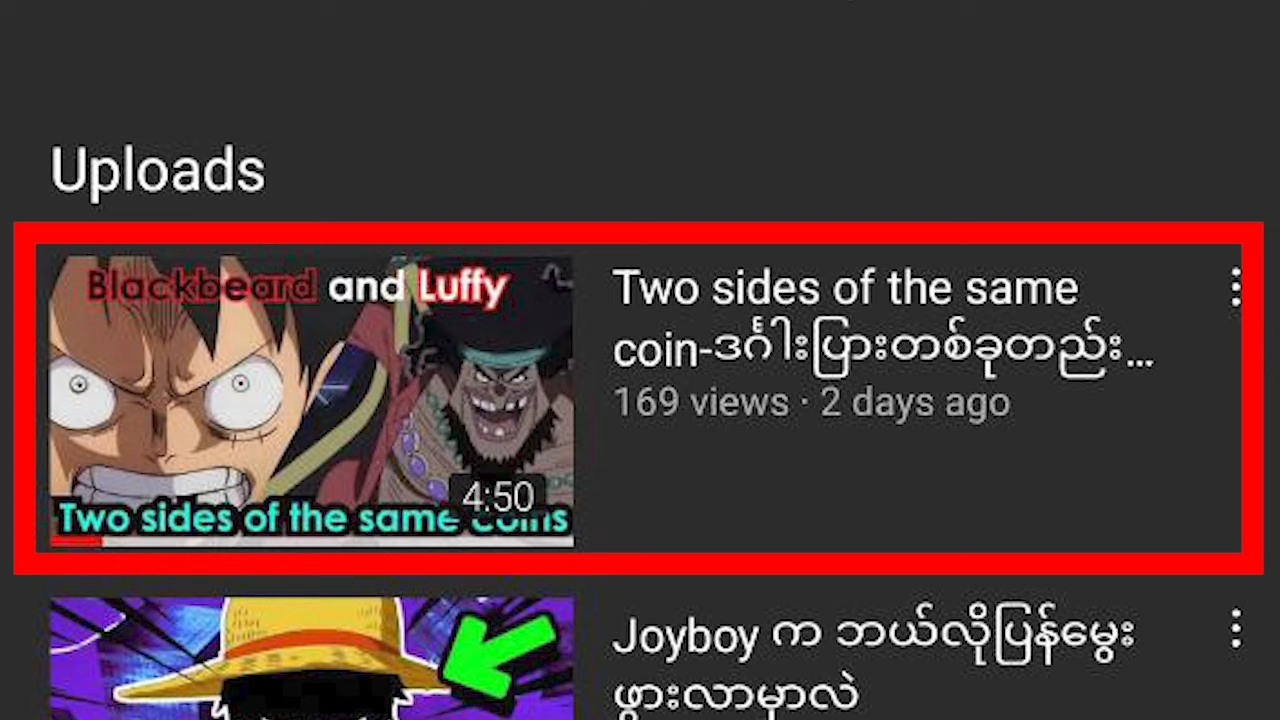 Uploads
Blackbeard and Luffy
Two sides of the same coins
4:50
Two sides of the same
coin-ဒင်္ဂါးပြားတစ်ခုတည်း...
169 views · 2 days ago
Joyboy က ဘယ်လိုပြန်မွေး
ဖွားလာမှာလဲ